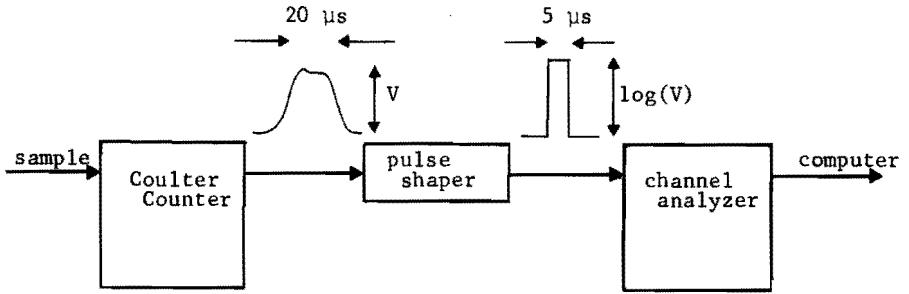 20 μs
5 μs
V
log(V)
sample
Coulter
Counter
pulse
shaper
channel
analyzer
computer